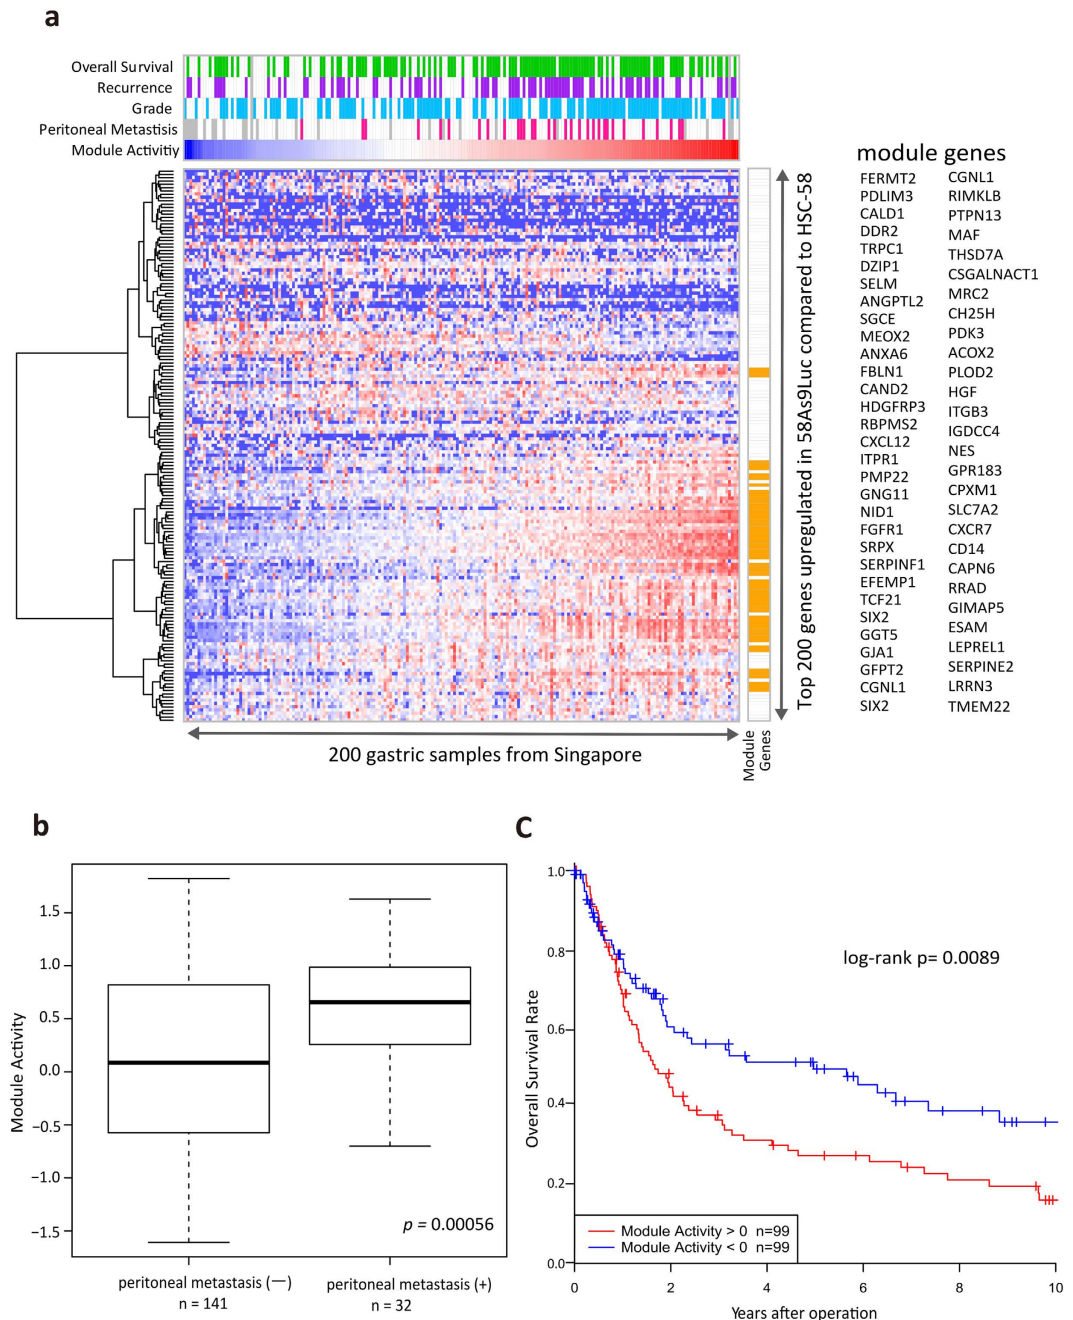 a
Overall Survival
Recurrence
Grade
Peritoneal Metastisis
Module Activitiy
Top 200 genes upregulated in 58As9Luc compared to HSC-58
200 gastric samples from Singapore
Module
Genes
module genes
FERMT2
PDLIM3
CALD1
DDR2
TRPC1
DZIP1
SELM
ANGPTL2
SGCE
MEOX2
ANXA6
FBLN1
CAND2
HDGFRP3
RBPMS2
CXCL12
ITPR1
PMP22
GNG11
NID1
FGFR1
SRPX
SERPINF1
EFEMP1
TCF21
SIX2
GGT5
GJA1
GFPT2
CGNL1
SIX2
CGNL1
RIMKLB
PTPN13
MAF
THSD7A
CSGALNACT1
MRC2
CH25H
PDK3
ACOX2
PLOD2
HGF
ITGB3
IGDCC4
NES
GPR183
CPXM1
SLC7A2
CXCR7
CD14
CAPN6
RRAD
GIMAP5
ESAM
LEPREL1
SERPINE2
LRRN3
TMEM22
b
Module Activity
1.5
1.0
0.5
0.0
−0.5
−1.0
−1.5
p = 0.00056
peritoneal metastasis (—)
n = 141
peritoneal metastasis (+)
n = 32
C
Overall Survival Rate
1.0
0.8
0.6
0.4
0.2
0.0
log-rank p= 0.0089
Module Activity > 0 n=99
Module Activity < 0 n=99
0 2 4 6 8 10
Years after operation